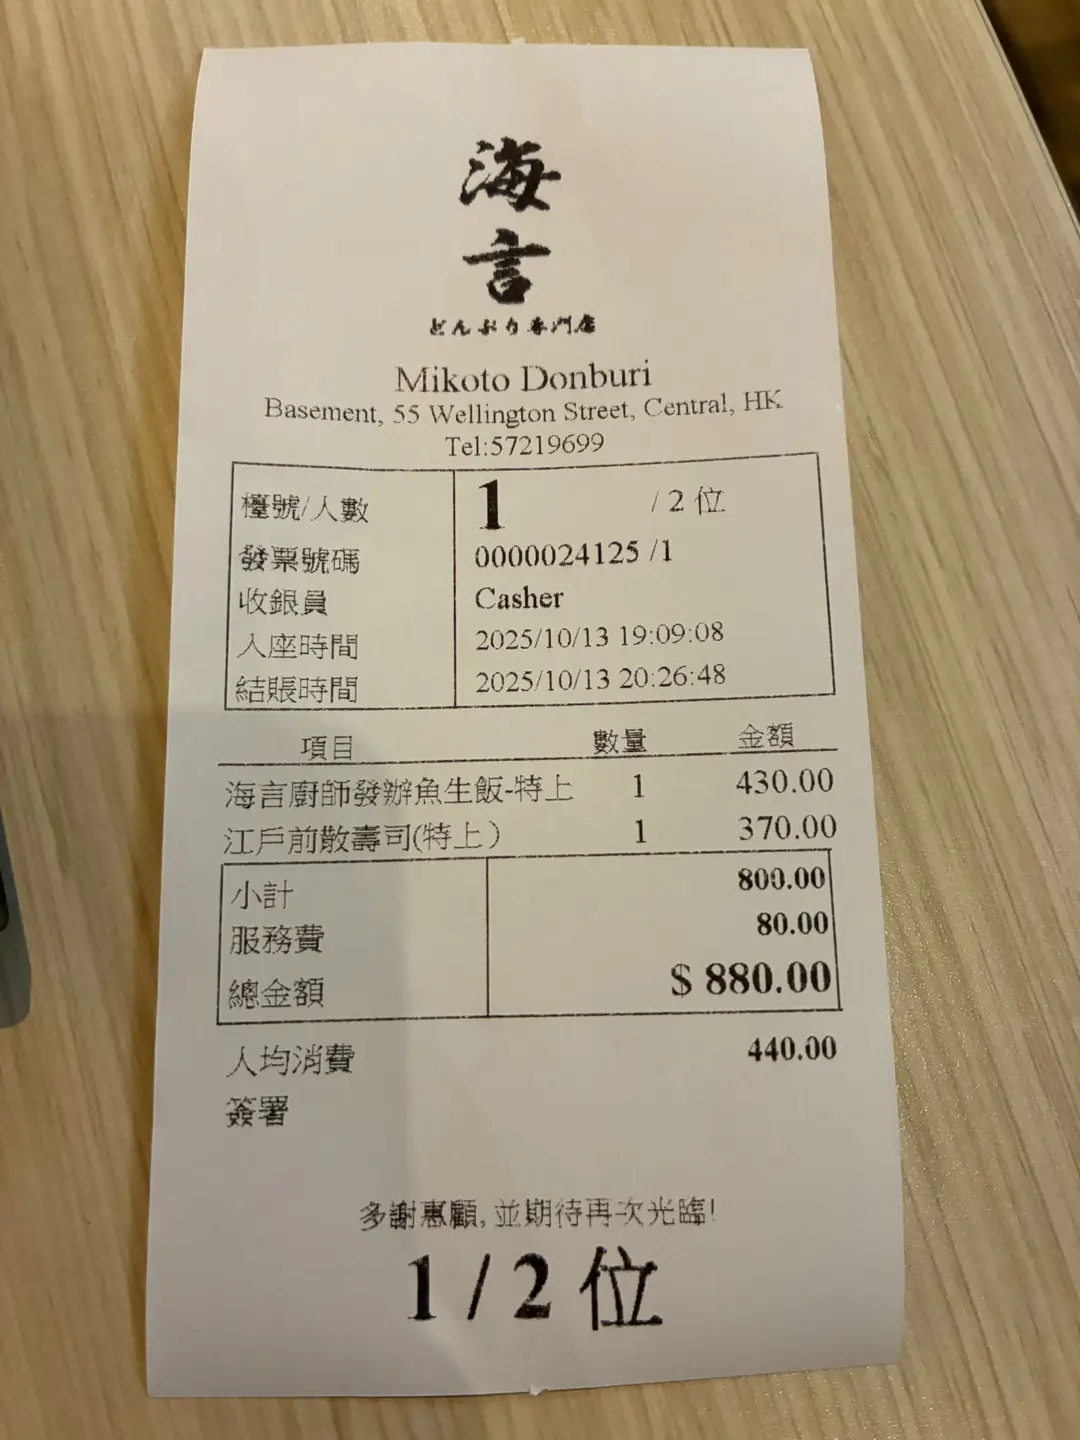 海
言
どんぶり専門店
Mikoto Donburi
Basement, 55 Wellington Street, Central, HK
Tel:57219699
檯號/人數 1 / 2 位
發票號碼 0000024125 /1
收銀員 Casher
入座時間 2025/10/13 19:09:08
結賬時間 2025/10/13 20:26:48
項目 數量 金額
海言廚師發辦魚生飯-特上 1 430.00
江戶前散壽司(特上) 1 370.00
小計 800.00
服務費 80.00
總金額 $ 880.00
人均消費 440.00
簽署
多謝惠顧, 並期待再次光臨!
1 / 2 位